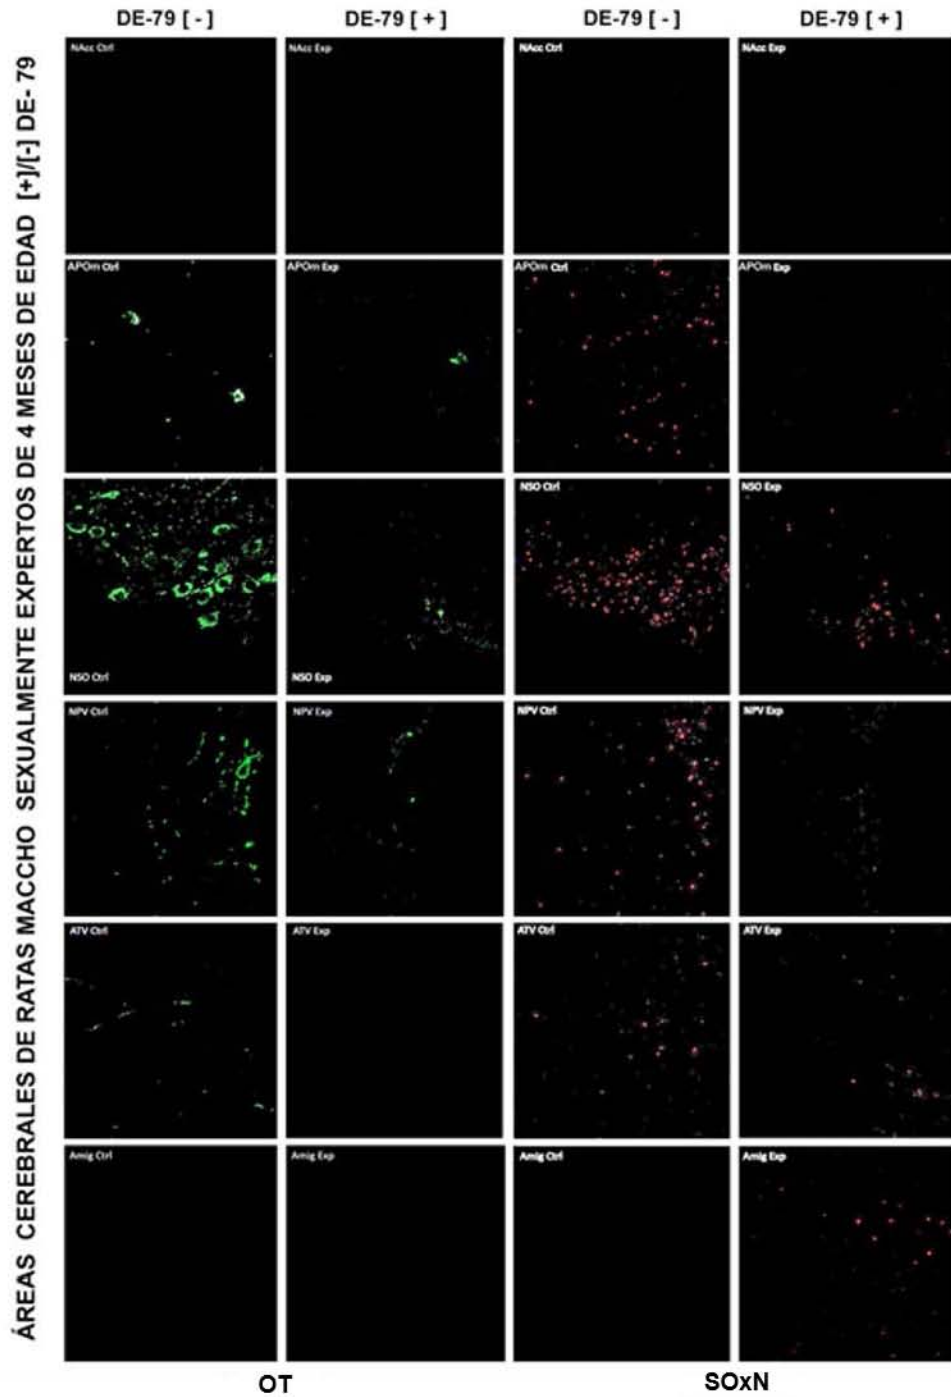 DE-79 [ - ] DE-79 [ + ] DE-79 [ - ] DE-79 [ + ]
ÁREAS CEREBRALES DE RATAS MACCHO SEXUALMENTE EXPERTOS DE 4 MESES DE EDAD [+]/[-] DE- 79
NAcc Ctrl NAcc Exp NAcc Ctrl NAcc Exp
APOm Ctrl APOm Exp APOm Ctrl APOm Exp
NSO Ctrl NSO Exp
NSO Ctrl NSO Exp
NPV Ctrl NPV Exp NPV Ctrl NPV Exp
ATV Ctrl ATV Exp ATV Ctrl ATV Exp
Amig Ctrl Amig Exp Amig Ctrl Amig Exp
OT SOxN